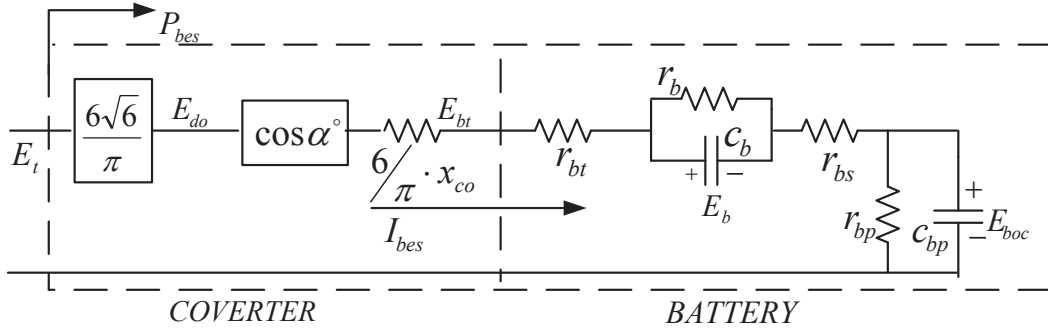 P_bes
E_t
6√6
π
E_do
cosα°
6/π · x_co
E_bt
I_bes
r_bt
r_b
c_b
+ −
E_b
r_bs
r_bp
c_bp
+
−
E_boc
COVERTER
BATTERY